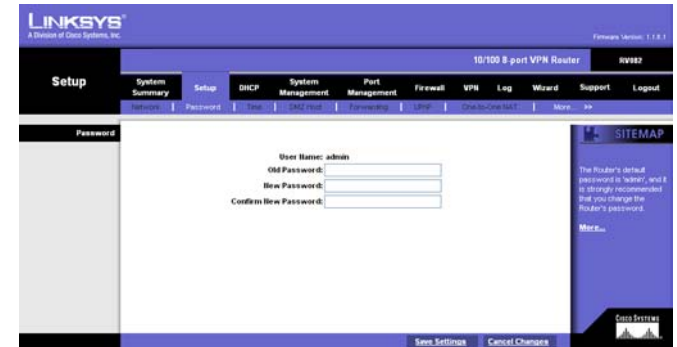 LINKSYS®
A Division of Cisco Systems, Inc.
Firmware Version: 1.1.8.1
10/100 8-port VPN Router
RV082
Setup
System Summary
Setup
DHCP
System Management
Port Management
Firewall
VPN
Log
Wizard
Support
Logout
Network | Password | Time | DMZ Host | Forwarding | UPnP | One-to-One NAT | More... >>
Password
SITEMAP
User Name: admin
Old Password:
New Password:
Confirm New Password:
The Router's default
password is 'admin', and it
is strongly recommended
that you change the
Router's password.
More...
CISCO SYSTEMS
Save Settings
Cancel Changes